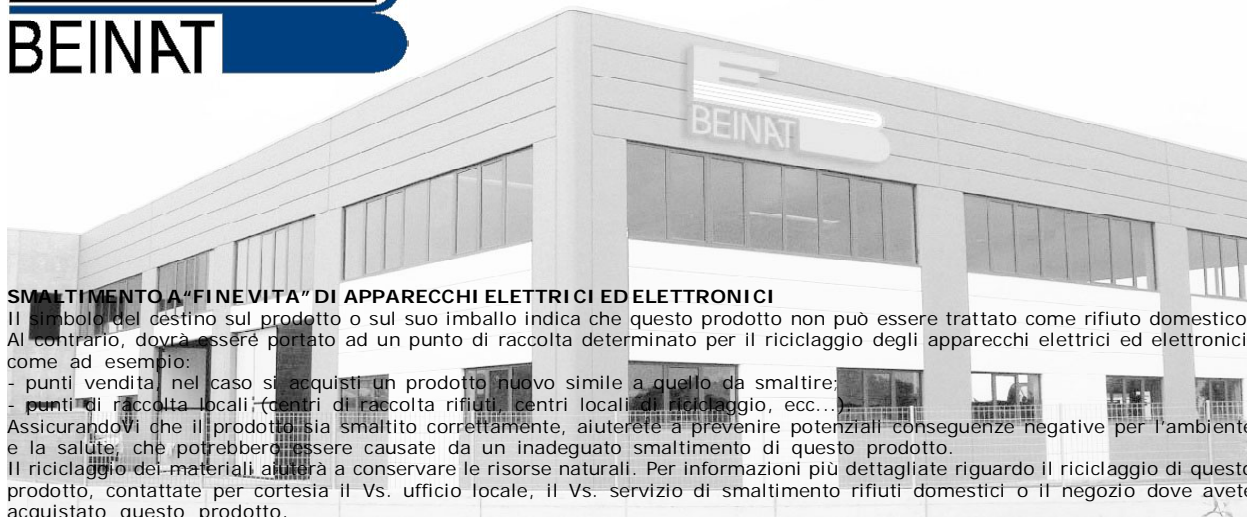 BEINAT
BEINAT
SMALTIMENTO A “FINE VITA” DI APPARECCHI ELETTRICI ED ELETTRONICI
Il simbolo del cestino sul prodotto o sul suo imballo indica che questo prodotto non può essere trattato come rifiuto domestico
Al contrario, dovrà essere portato ad un punto di raccolta determinato per il riciclaggio degli apparecchi elettrici ed elettronici
come ad esempio:
- punti vendita, nel caso si acquisti un prodotto nuovo simile a quello da smaltire;
- punti di raccolta locali (centri di raccolta rifiuti, centri locali di riciclaggio, ecc...)
AssicurandoVi che il prodotto sia smaltito correttamente, aiuterete a prevenire potenziali conseguenze negative per l'ambiente
e la salute, che potrebbero essere causate da un inadeguato smaltimento di questo prodotto.
Il riciclaggio dei materiali aiuterà a conservare le risorse naturali. Per informazioni più dettagliate riguardo il riciclaggio di questo
prodotto, contattate per cortesia il Vs. ufficio locale, il Vs. servizio di smaltimento rifiuti domestici o il negozio dove avete
acquistato questo prodotto.